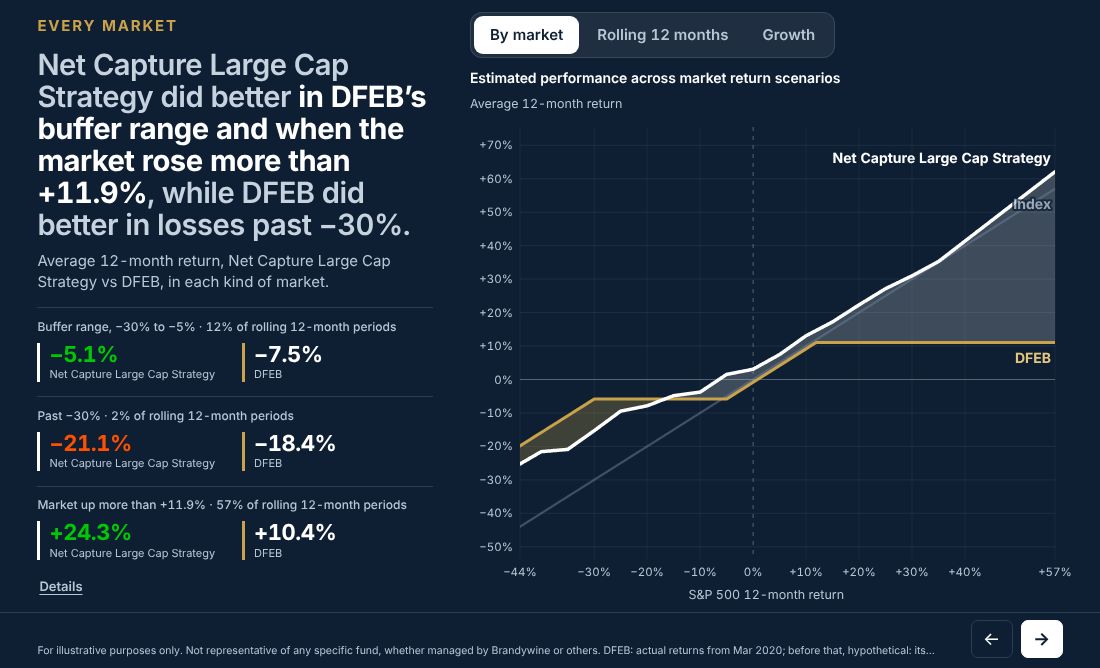 EVERY MARKET
Net Capture Large Cap
Strategy did better in DFEB’s
buffer range and when the
market rose more than
+11.9%, while DFEB did
better in losses past −30%.
Average 12-month return, Net Capture Large Cap
Strategy vs DFEB, in each kind of market.
Buffer range, −30% to −5% · 12% of rolling 12-month periods
−5.1%
Net Capture Large Cap Strategy
−7.5%
DFEB
Past −30% · 2% of rolling 12-month periods
−21.1%
Net Capture Large Cap Strategy
−18.4%
DFEB
Market up more than +11.9% · 57% of rolling 12-month periods
+24.3%
Net Capture Large Cap Strategy
+10.4%
DFEB
Details
By market
Rolling 12 months
Growth
Estimated performance across market return scenarios
Average 12-month return
+70%
+60%
+50%
+40%
+30%
+20%
+10%
0%
−10%
−20%
−30%
−40%
−50%
Net Capture Large Cap Strategy
Index
DFEB
−44%
−30%
−20%
−10%
0%
+10%
+20%
+30%
+40%
+57%
S&P 500 12-month return
For illustrative purposes only. Not representative of any specific fund, whether managed by Brandywine or others. DFEB: actual returns from Mar 2020; before that, hypothetical: its...